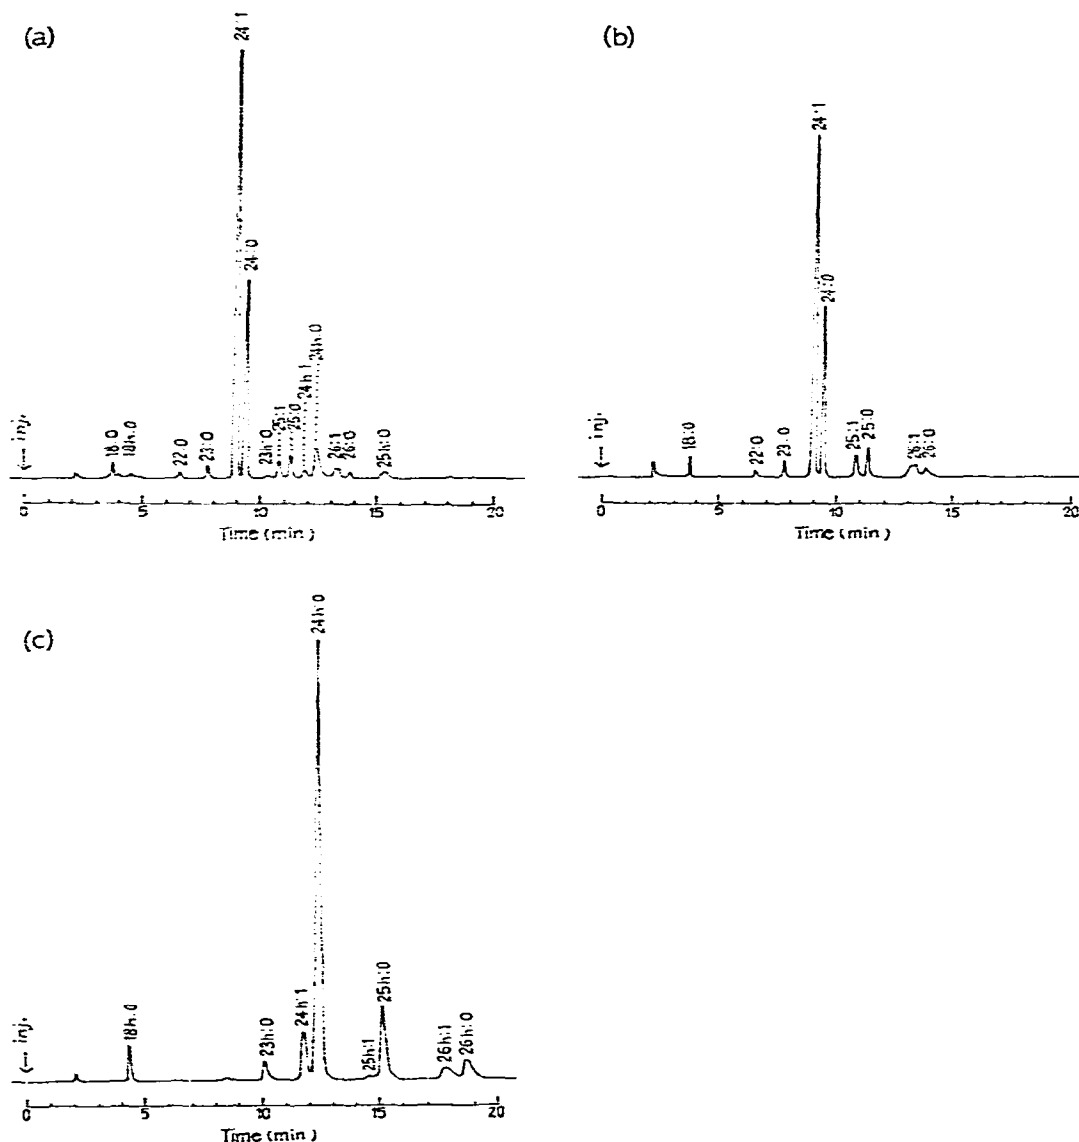 (a)
24:1
24:0
24h:1
24h:0
25:1
25:0
23h:0
26:1
26:0
25h:0
18:0
18h:0
22:0
23:0
← inj.
0 5 10 15 20
Time (min)
(b)
24:1
24:0
18:0
22:0
23:0
25:1
25:0
26:1
26:0
← inj.
0 5 10 15 20
Time (min)
(c)
24h:0
18h:0
23h:0
24h:1
25h:1
25h:0
26h:1
26h:0
← inj.
0 5 10 15 20
Time (min)